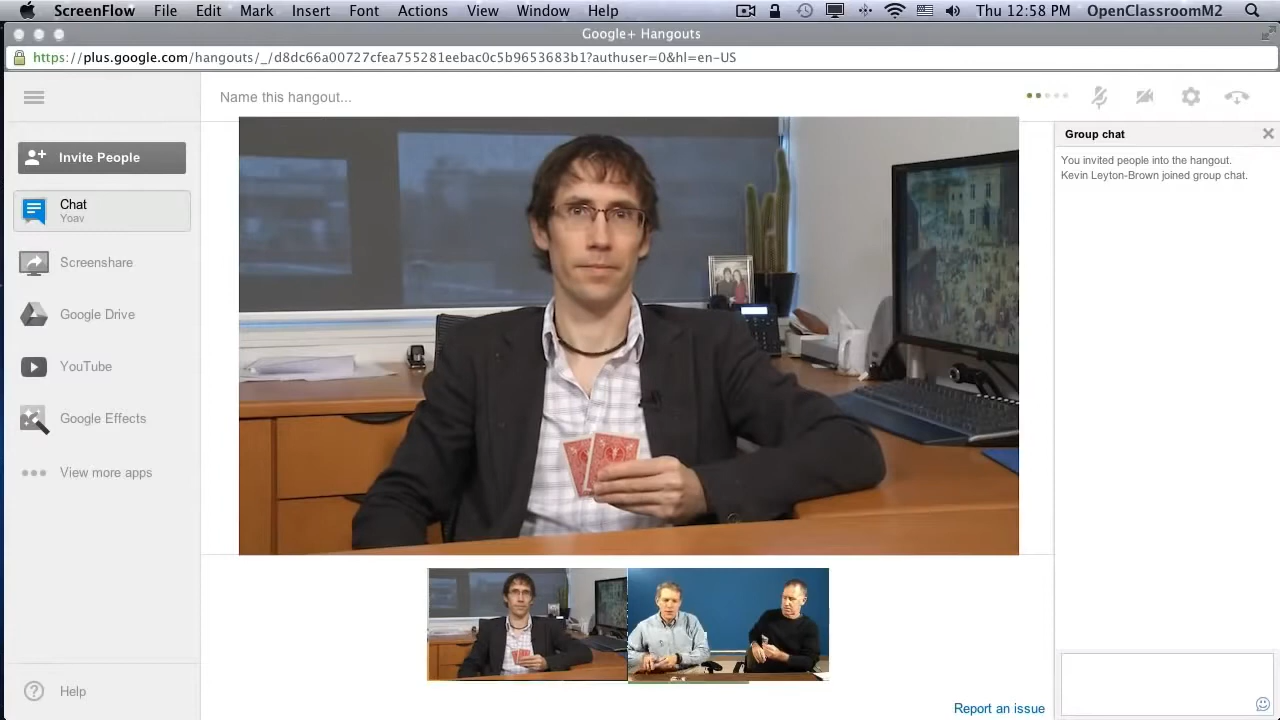 ScreenFlow File Edit Mark Insert Font Actions View Window Help Thu 12:58 PM OpenClassroomM2
Google+ Hangouts
https://plus.google.com/hangouts/_/d8dc66a00727cfea755281eebac0c5b9653683b1?authuser=0&hl=en-US
Name this hangout...
Invite People
Chat
Yoav
Screenshare
Google Drive
YouTube
Google Effects
View more apps
Help
Group chat
You invited people into the hangout.
Kevin Leyton-Brown joined group chat.
Report an issue